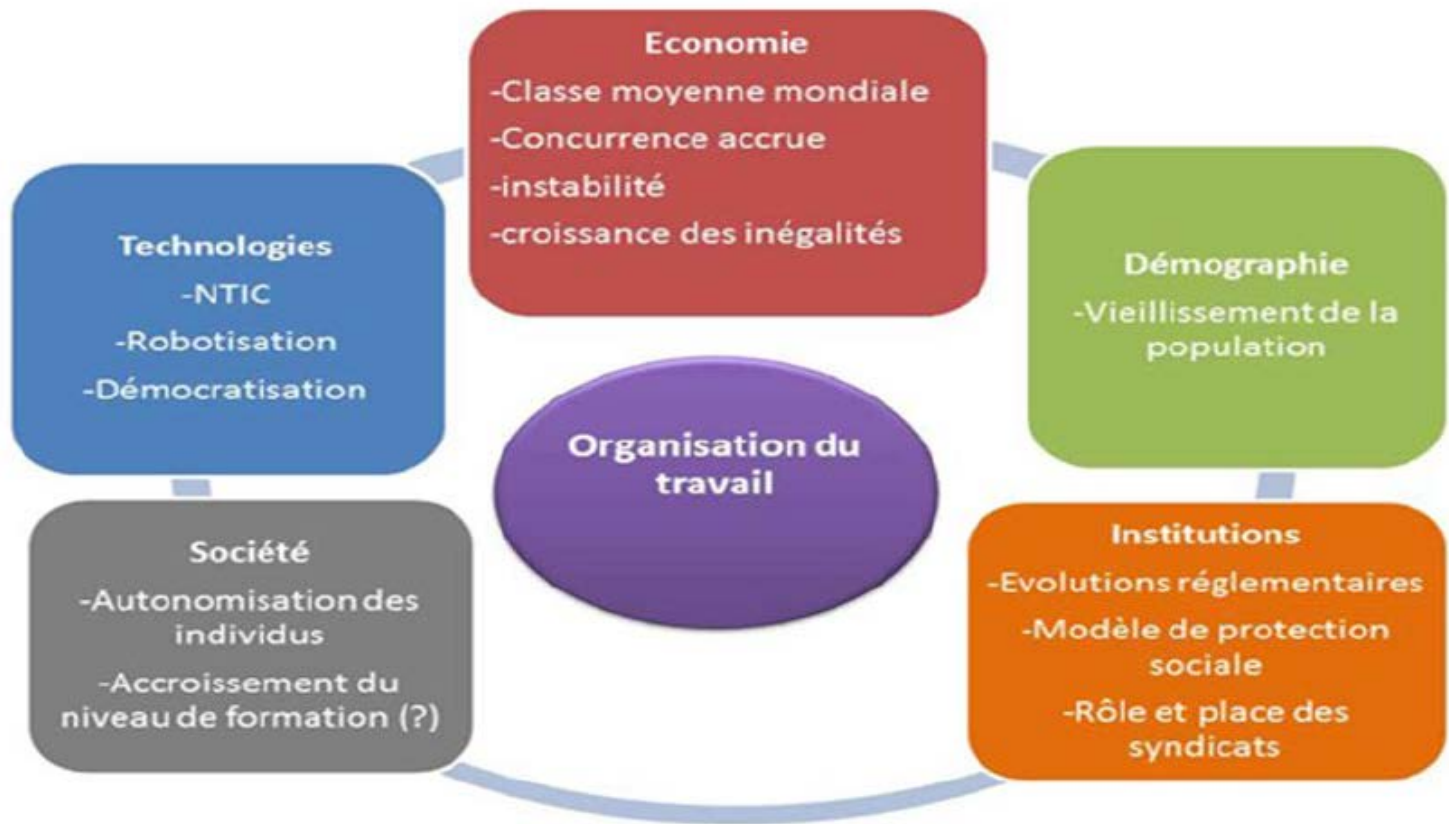 Economie
-Classe moyenne mondiale
-Concurrence accrue
-instabilité
-croissance des inégalités
Technologies
-NTIC
-Robotisation
-Démocratisation
Démographie
-Vieillissement de la
population
Organisation du
travail
Société
-Autonomisation des
individus
-Accroissement du
niveau de formation (?)
Institutions
-Evolutions réglementaires
-Modèle de protection
sociale
-Rôle et place des
syndicats